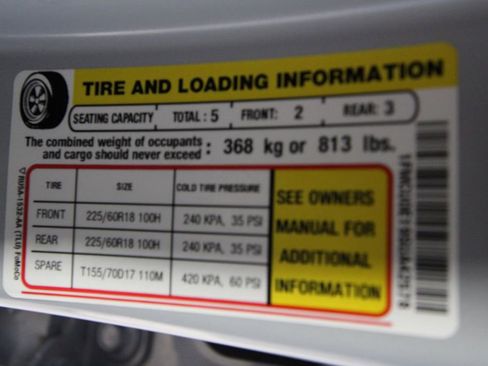 TIRE AND LOADING INFORMATION
SEATING CAPACITY TOTAL : 5 FRONT: 2 REAR: 3
The combined weight of occupants
and cargo should never exceed : 368 kg or 813 lbs.
TIRE SIZE COLD TIRE PRESSURE
FRONT 225/60R18 100H 240 KPA, 35 PSI
REAR 225/60R18 100H 240 KPA, 35 PSI
SPARE T155/70D17 110M 420 KPA, 60 PSI
SEE OWNERS
MANUAL FOR
ADDITIONAL
INFORMATION
(TLU) FoMoCo